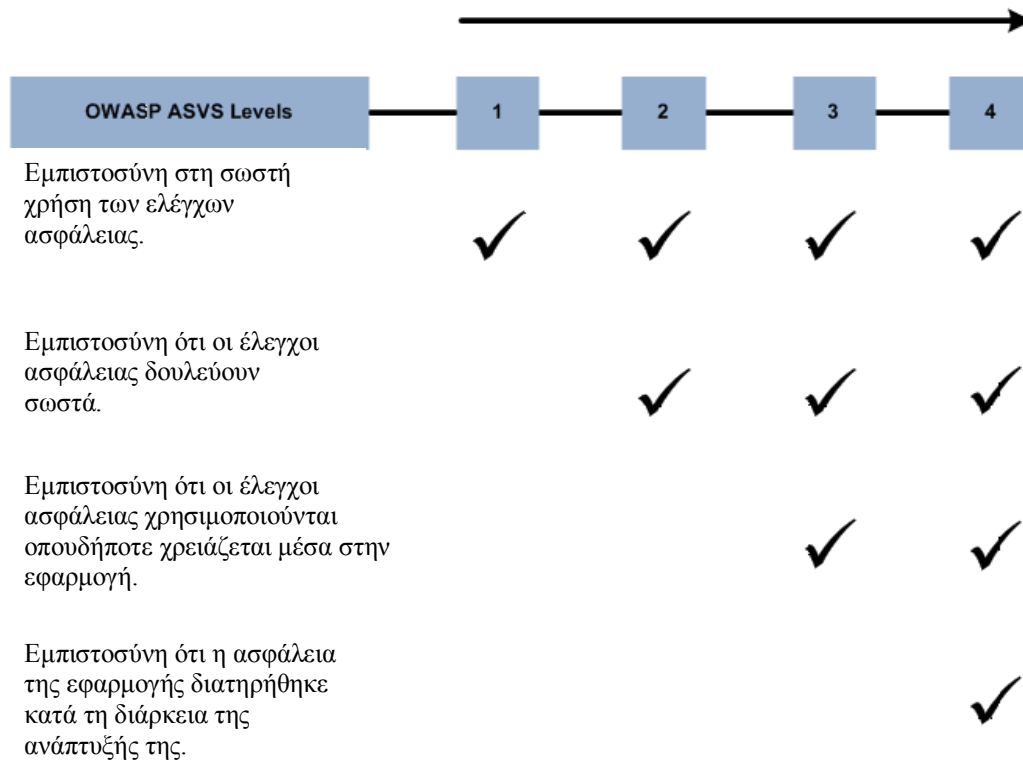 OWASP ASVS Levels 1 2 3 4
Εμπιστοσύνη στη σωστή
χρήση των ελέγχων
ασφάλειας.
Εμπιστοσύνη ότι οι έλεγχοι
ασφάλειας δουλεύουν
σωστά.
Εμπιστοσύνη ότι οι έλεγχοι
ασφάλειας χρησιμοποιούνται
οπουδήποτε χρειάζεται μέσα στην
εφαρμογή.
Εμπιστοσύνη ότι η ασφάλεια
της εφαρμογής διατηρήθηκε
κατά τη διάρκεια της
ανάπτυξής της.